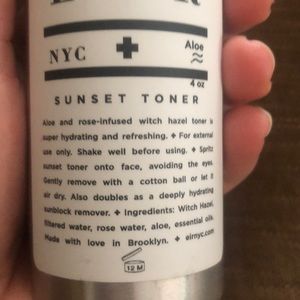 NYC + Aloe
4 oz
SUNSET TONER
Aloe and rose-infused witch hazel toner is
super hydrating and refreshing. + For external
use only. Shake well before using. + Spritz
sunset toner onto face, avoiding the eyes.
Gently remove with a cotton ball or let it
air dry. Also doubles as a deeply hydrating
sunblock remover. + Ingredients: Witch Hazel,
filtered water, rose water, aloe, essential oils.
Made with love in Brooklyn. + eirnyc.com
12 M